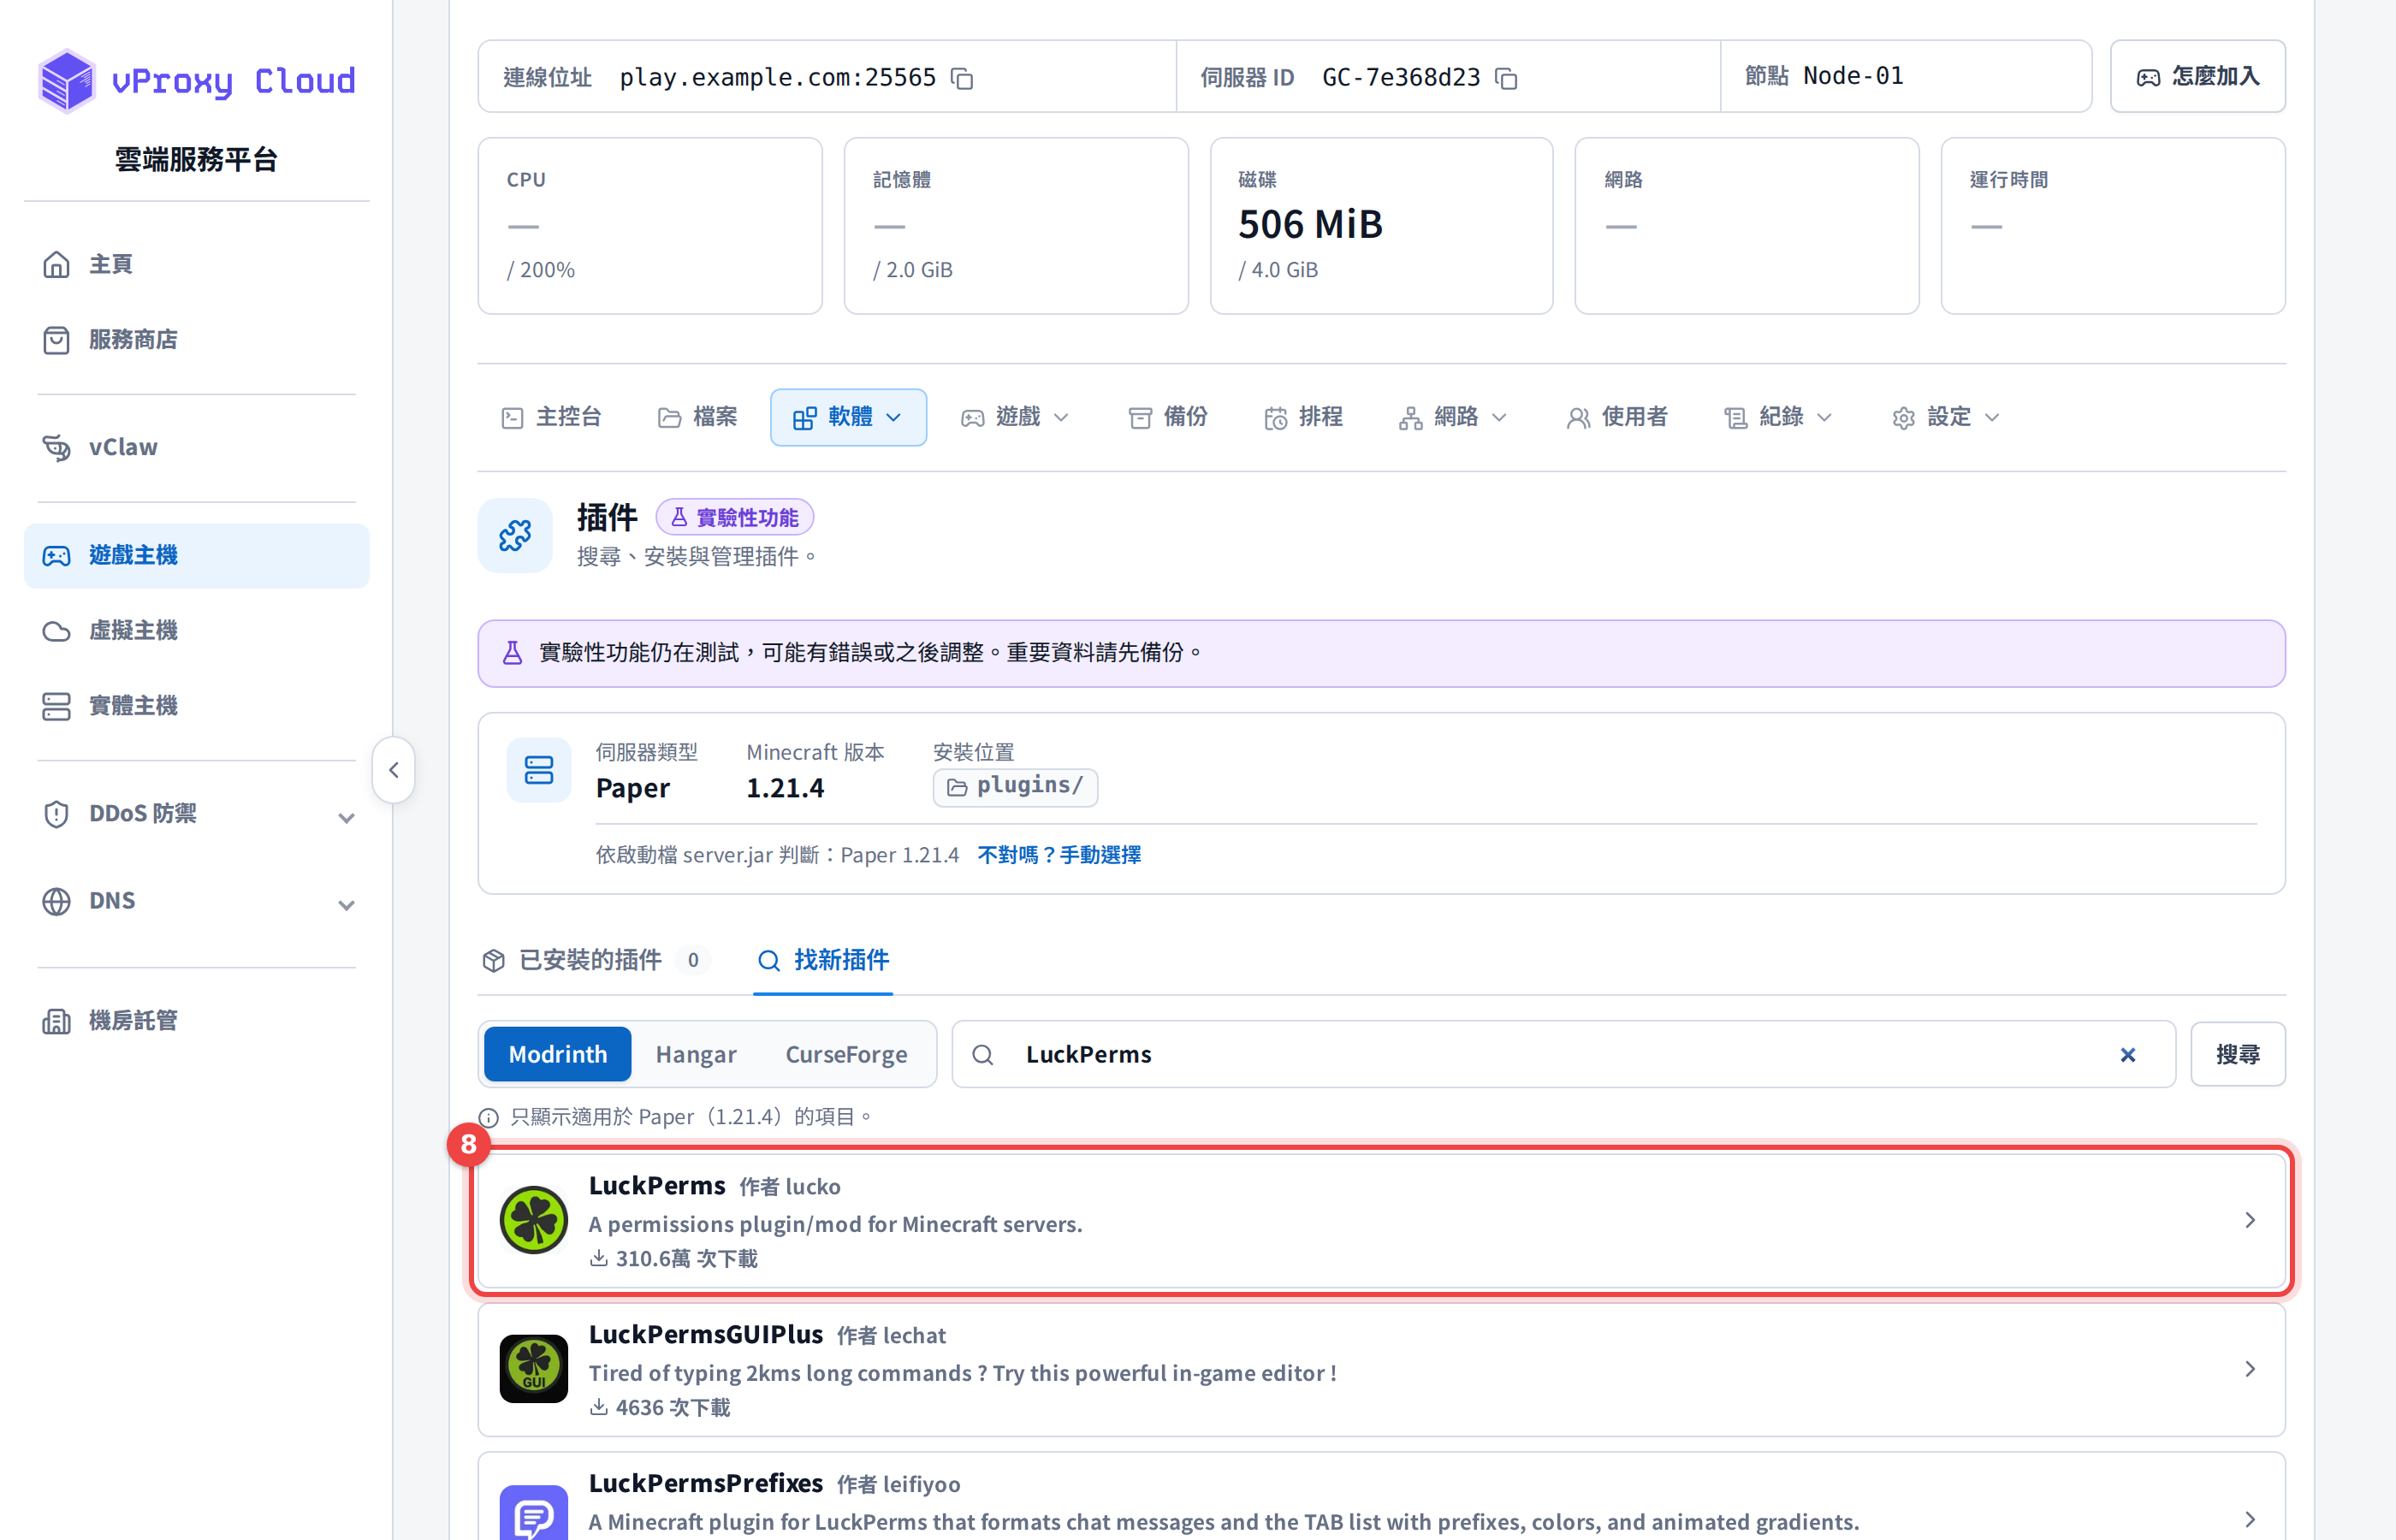 vProxy Cloud
雲端服務平台
主頁
服務商店
vClaw
遊戲主機
虛擬主機
實體主機
DDoS 防禦
DNS
機房託管
連線位址 play.example.com:25565
伺服器 ID GC-7e368d23
節點 Node-01
怎麼加入
CPU
—
/ 200%
記憶體
—
/ 2.0 GiB
磁碟
506 MiB
/ 4.0 GiB
網路
—
運行時間
—
主控台 檔案 軟體 遊戲 備份 排程 網路 使用者 紀錄 設定
插件 實驗性功能
搜尋、安裝與管理插件。
實驗性功能仍在測試，可能有錯誤或之後調整。重要資料請先備份。
伺服器類型 Minecraft 版本 安裝位置
Paper 1.21.4 plugins/
依啟動檔 server.jar 判斷：Paper 1.21.4 不對嗎？手動選擇
已安裝的插件 0 找新插件
Modrinth Hangar CurseForge LuckPerms 搜尋
只顯示適用於 Paper（1.21.4）的項目。
8
LuckPerms 作者 lucko
A permissions plugin/mod for Minecraft servers.
310.6萬 次下載
GUI
LuckPermsGUIPlus 作者 lechat
Tired of typing 2kms long commands ? Try this powerful in-game editor !
4636 次下載
LuckPermsPrefixes 作者 leifiyoo
A Minecraft plugin for LuckPerms that formats chat messages and the TAB list with prefixes, colors, and animated gradients.